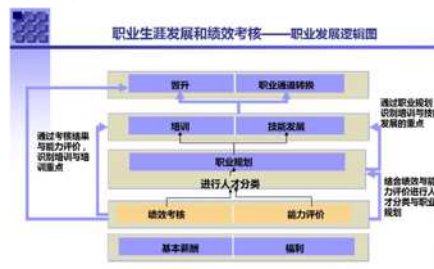 职业生涯发展和绩效考核——职业发展逻辑图
晋升
职业通道转换
通过职业规划
识别培训与技
发展的重点
培训
技能发展
通过考核结果
与能力评价，
识别培训与培
训重点
职业规划
进行人才分类
结合绩效与能
力评价进行人
才分类与职业
规划
绩效考核
能力评价
基本薪酬
福利